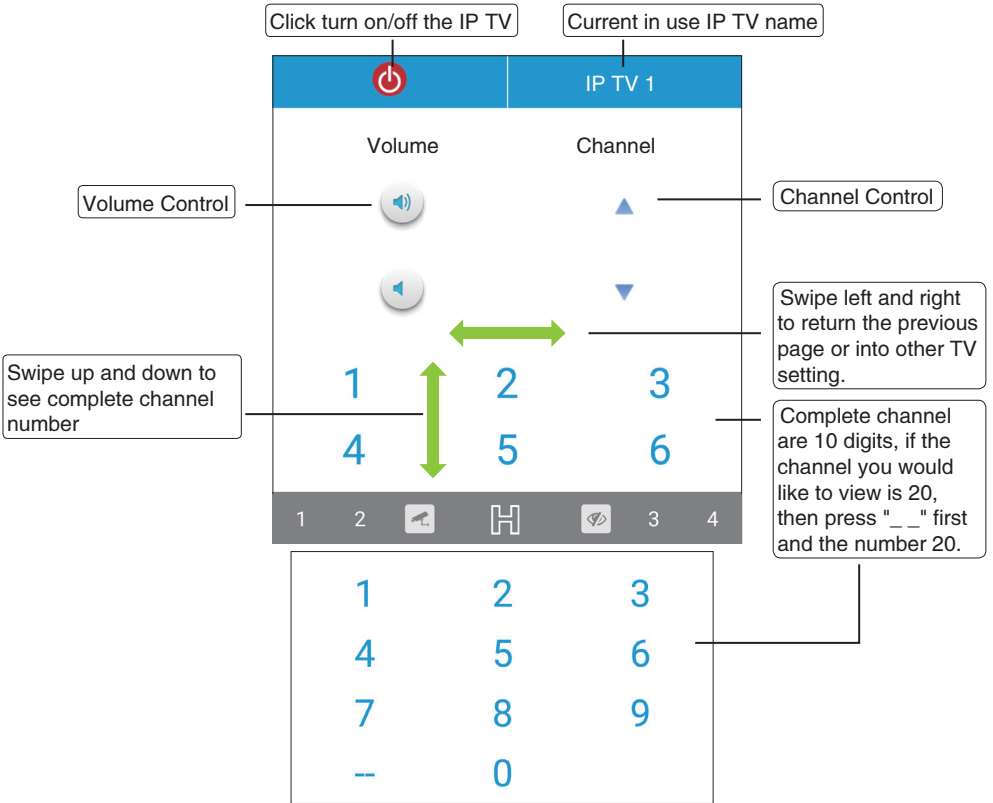 Click turn on/off the IP TV
Current in use IP TV name
IP TV 1
Volume
Channel
Volume Control
Channel Control
Swipe left and right
to return the previous
page or into other TV
setting.
Swipe up and down to
see complete channel
number
1 2 3
4 5 6
Complete channel
are 10 digits, if the
channel you would
like to view is 20,
then press "_ _" first
and the number 20.
1 2 H 3 4
1 2 3
4 5 6
7 8 9
-- 0